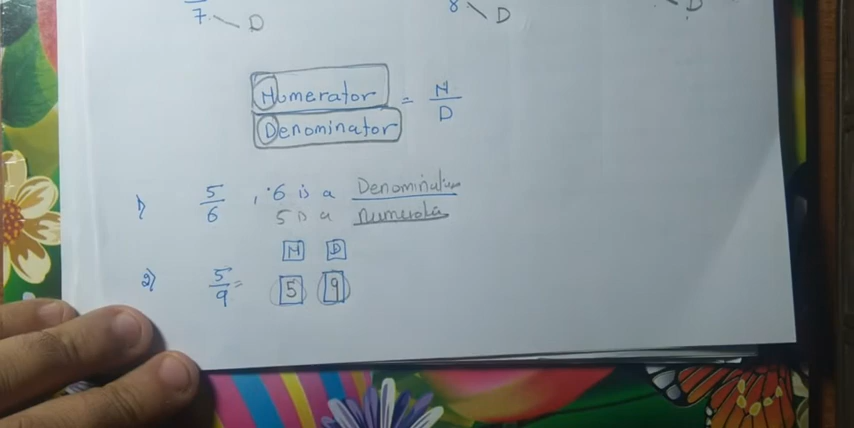 7 D
8 D
D
Numerator
Denominator = N/D
1) 5/6 , 6 is a Denominator
5 is a numerator
N D
2) 5/9 = 5 9